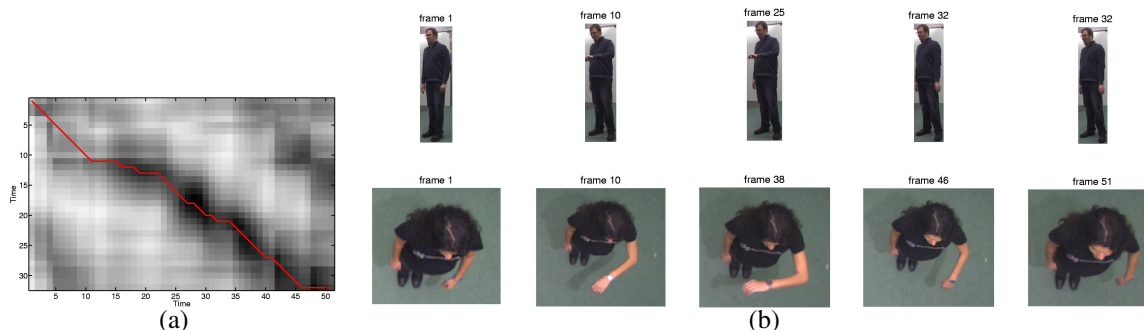 frame 1
frame 10
frame 25
frame 32
frame 32
5
10
15
20
25
30
Time
5 10 15 20 25 30 35 40 45 50
Time
frame 1
frame 10
frame 38
frame 46
frame 51
(a)
(b)